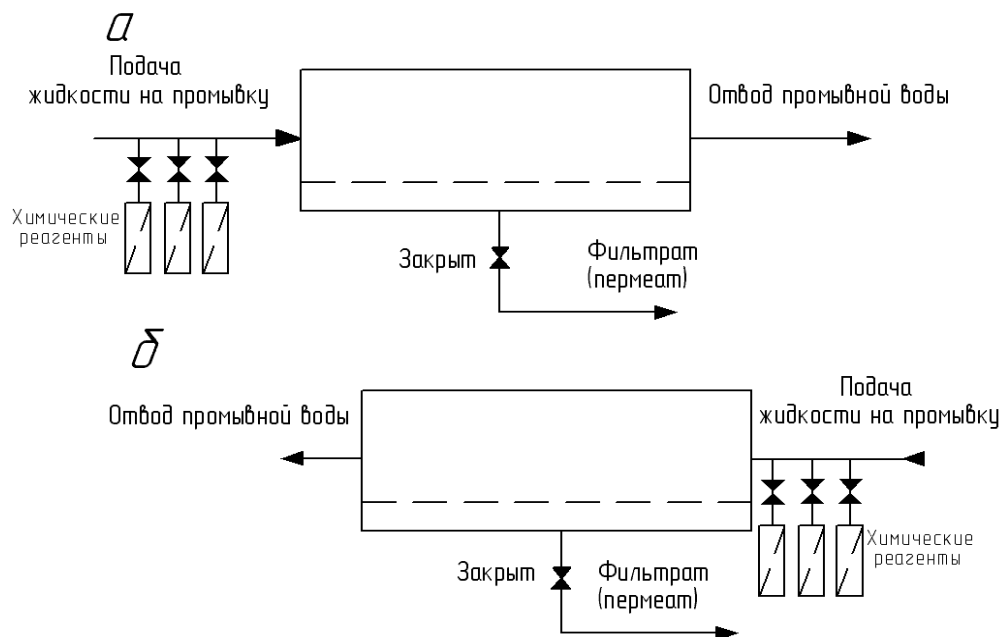 а
Подача
жидкости на промывку
Отвод промывной воды
Химические
реагенты
Закрыт
Фильтрат
(пермеат)
б
Отвод промывной воды
Подача
жидкости на промывку
Химические
реагенты
Закрыт
Фильтрат
(пермеат)